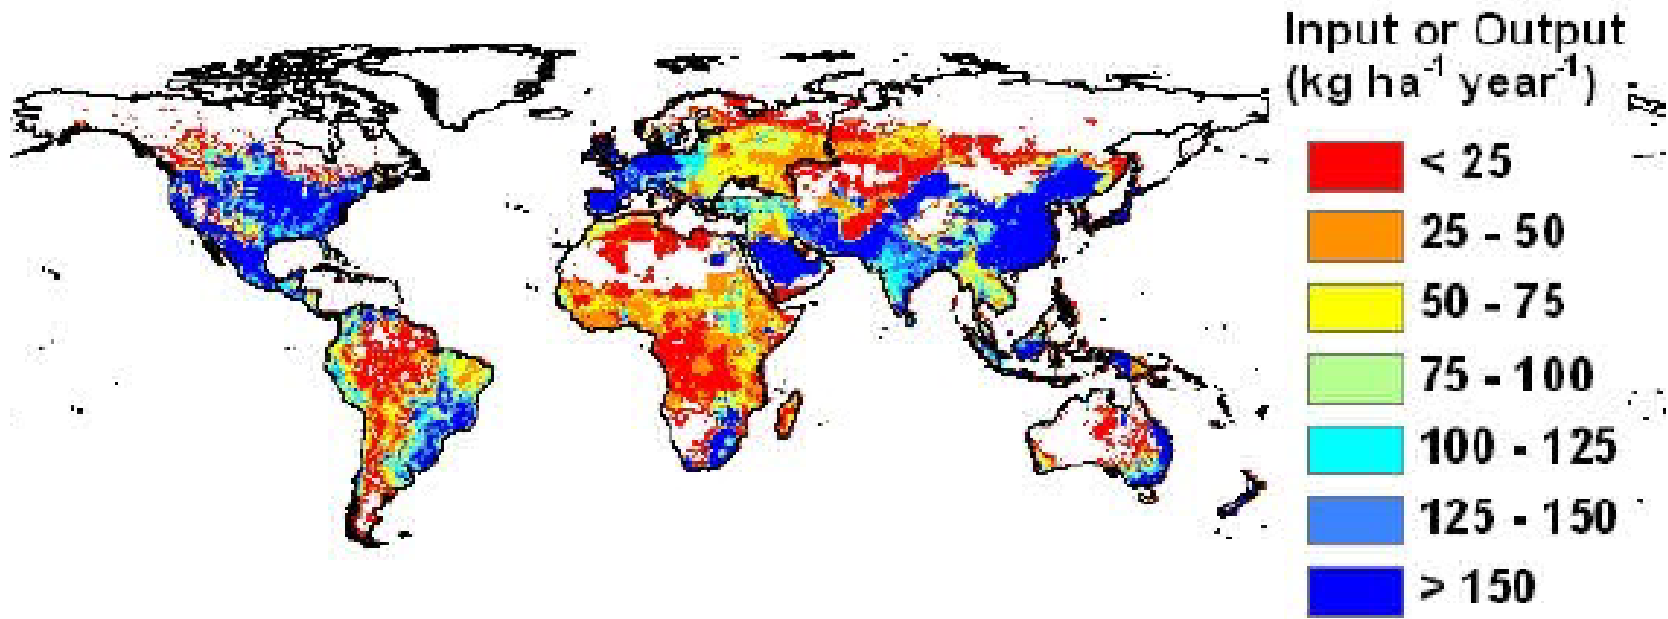 Input or Output
(kg ha⁻¹ year⁻¹)
< 25
25 - 50
50 - 75
75 - 100
100 - 125
125 - 150
> 150